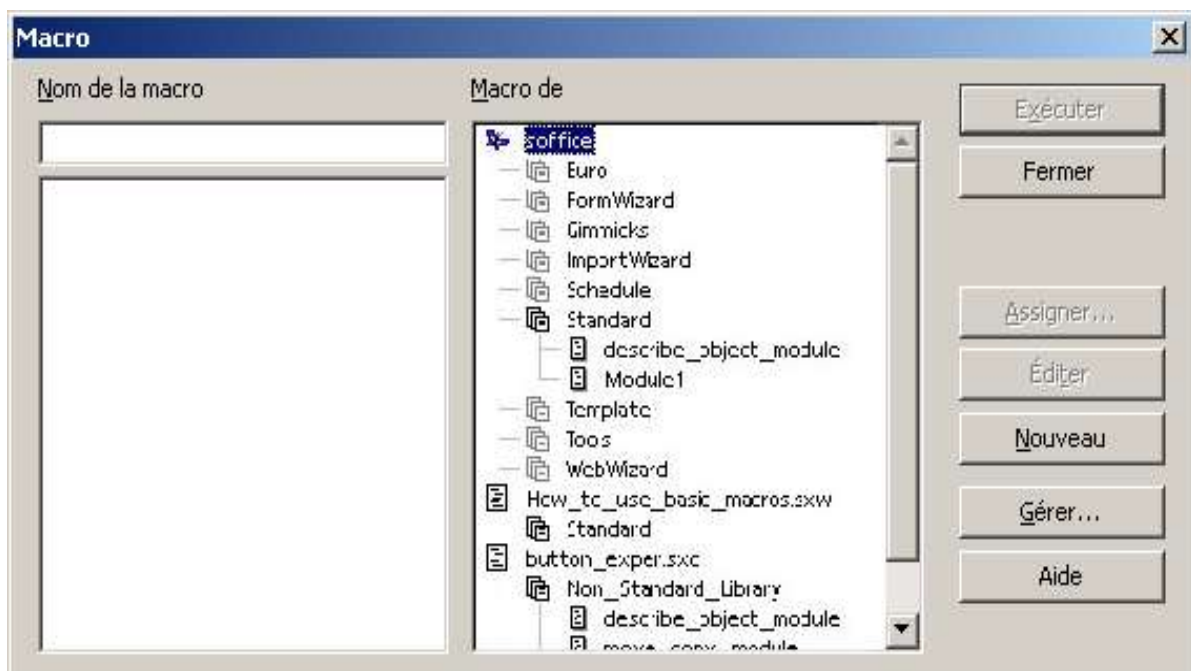 Macro
Nom de la macro
Macro de
soffice
Euro
FormWizard
Gimmicks
ImportWizard
Schedule
Standard
describe_object_module
Module1
Template
Tools
WebWizard
How_to_use_basic_macros.sxw
Standard
button_exper.sxc
Non_Standard_Library
describe_object_module
move_copy_module
Exécuter
Fermer
Assigner...
Éditer
Nouveau
Gérer...
Aide